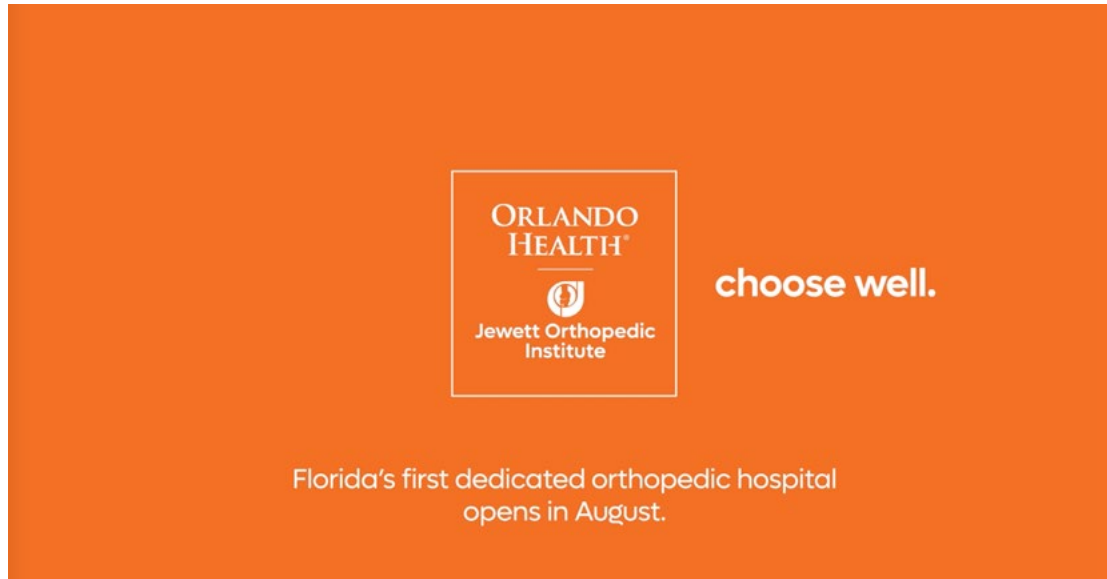 ORLANDO
HEALTH®
Jewett Orthopedic
Institute
choose well.
Florida’s first dedicated orthopedic hospital
opens in August.